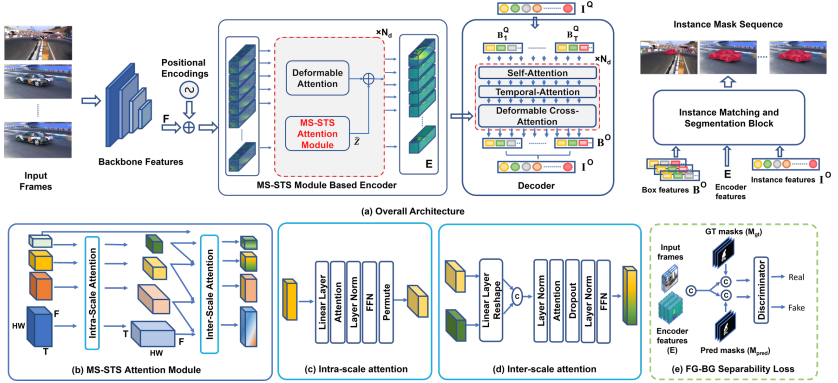 Input
Frames
Backbone Features
Positional
Encodings
F
×N_d
Deformable
Attention
MS-STS
Attention
Module
Z̃
E
MS-STS Module Based Encoder
I^Q
B_1^Q
B_T^Q
×N_d
Self-Attention
Temporal-Attention
Deformable Cross-
Attention
B^O
I^O
Decoder
Instance Mask Sequence
Instance Matching and
Segmentation Block
Box features B^O
E
Encoder
features
Instance features I^O
(a) Overall Architecture
HW
F
T
Intra-Scale Attention
T
HW
F
Inter-Scale Attention
(b) MS-STS Attention Module
Linear Layer
Attention
Layer Norm
FFN
Permute
(c) Intra-scale attention
Linear Layer
Reshape
C
Layer Norm
Attention
Dropout
Layer Norm
FFN
(d) Inter-scale attention
GT masks (M_gt)
Input
frames
Encoder
features
(E)
C
C
C
Discriminator
Real
Fake
Pred masks (M_pred)
(e) FG-BG Separability Loss